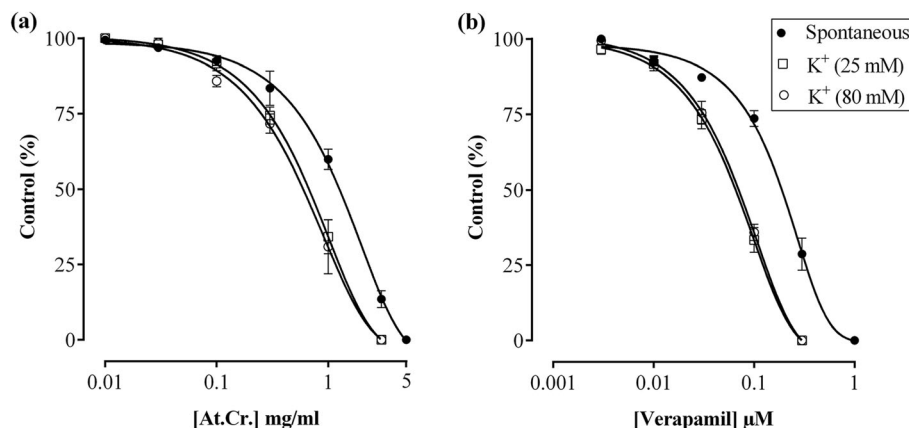 (a)
100
75
50
25
0
Control (%)
0.01 0.1 1 5
[At.Cr.] mg/ml
(b)
100
75
50
25
0
Control (%)
0.001 0.01 0.1 1
[Verapamil] µM
Spontaneous
K⁺ (25 mM)
K⁺ (80 mM)